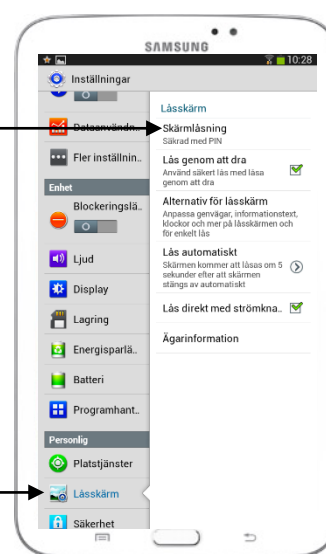 SAMSUNG
10:28
Inställningar
Dataanvändn..
Fler inställnin..
Enhet
Blockeringslä..
Ljud
Display
Lagring
Energisparlä..
Batteri
Programhant..
Personlig
Platstjänster
Låsskärm
Säkerhet
Låsskärm
Skärmlåsning
Säkrad med PIN
Lås genom att dra
Använd säkert lås med låsa
genom att dra
Alternativ för låsskärm
Anpassa genvägar, informationstext,
klockor och mer på låsskärmen och
för enkelt lås
Lås automatiskt
Skärmen kommer att låsas om 5
sekunder efter att skärmen
stängs av automatiskt
Lås direkt med strömkna..
Ägarinformation